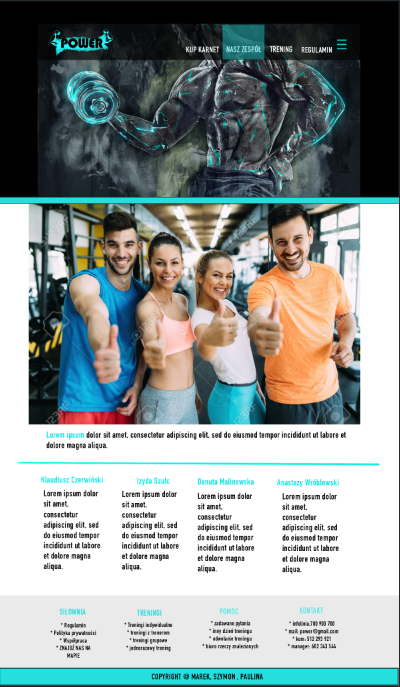 POWER
KUP KARNET NASZ ZESPÓŁ TRENING REGULAMIN
Lorem ipsum dolor sit amet, consectetur adipiscing elit, sed do eiusmod tempor incididunt ut labore et
dolore magna aliqua.
Klaudiusz Czerwiński
Lorem ipsum dolor
sit amet,
consectetur
adipiscing elit, sed
do eiusmod tempor
incididunt ut labore
et dolore magna
aliqua.
Izyda Szulc
Lorem ipsum dolor
sit amet,
consectetur
adipiscing elit, sed
do eiusmod tempor
incididunt ut labore
et dolore magna
aliqua.
Danuta Malinowska
Lorem ipsum dolor
sit amet,
consectetur
adipiscing elit, sed
do eiusmod tempor
incididunt ut labore
et dolore magna
aliqua.
Anastazy Wróblewski
Lorem ipsum dolor
sit amet,
consectetur
adipiscing elit, sed
do eiusmod tempor
incididunt ut labore
et dolore magna
aliqua.
SIŁOWNIA
* Regulamin
* Polityka prywatności
* Współpraca
* ZNAJDŹ NAS NA
MAPIE
TRENINGI
* Treningi indywidualne
* treningi z trenerem
* treningi grupowe
* jednorazowy trening
POMOC
* zadawane pytania
* inny dzień treningu
* odwołanie treningu
* biuro rzeczy znalezionych
KONTAKT
* infolinia:700 900 700
* mail: power@gmail.com
* kom: 512 293 921
* manager: 602 343 544
COPYRIGHT @ MAREK, SZYMON , PAULINA